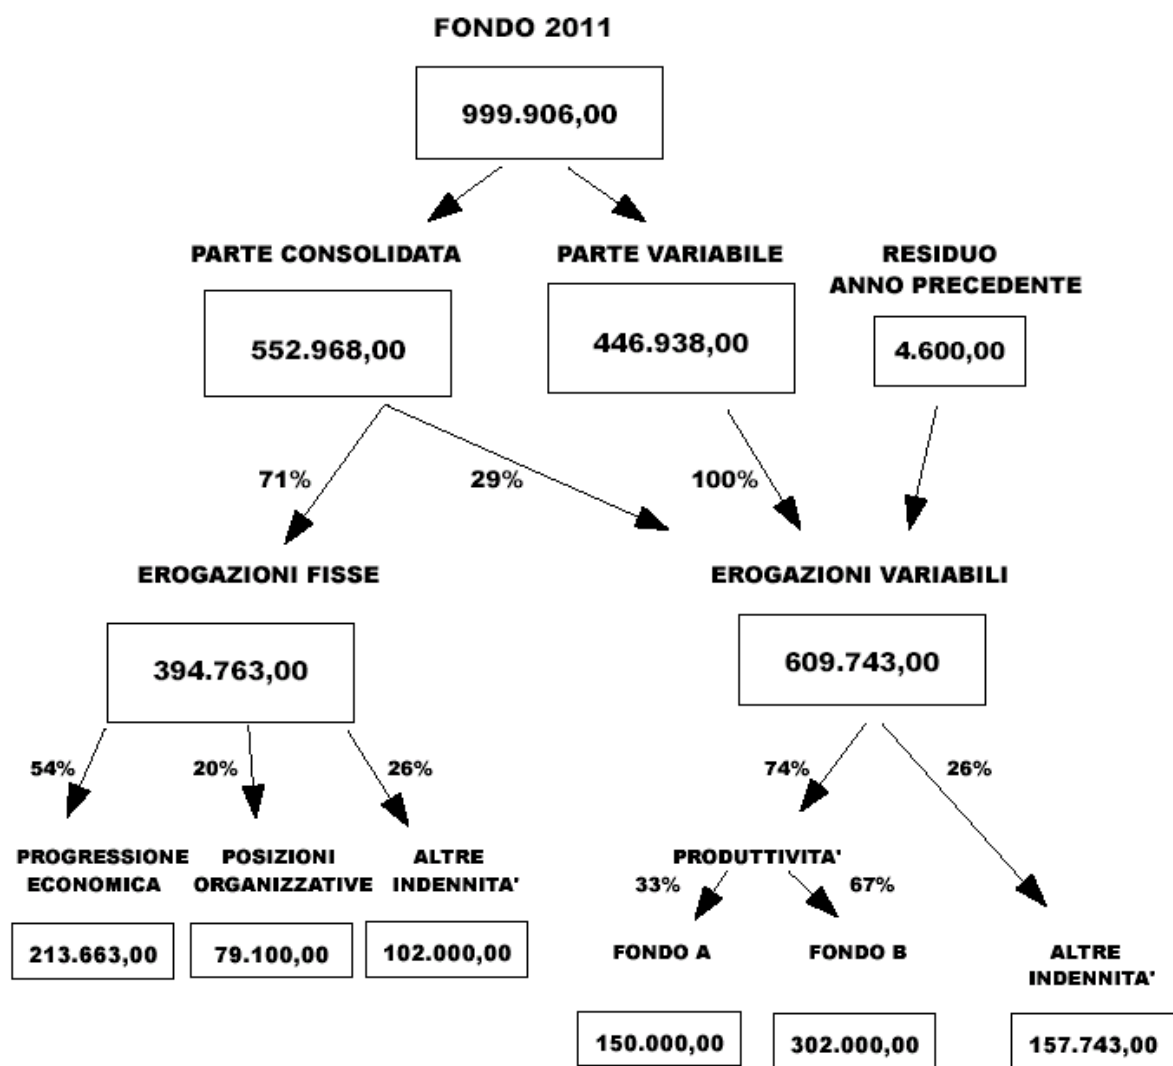 FONDO 2011
999.906,00
PARTE CONSOLIDATA
552.968,00
PARTE VARIABILE
446.938,00
RESIDUO
ANNO PRECEDENTE
4.600,00
71%
29%
100%
EROGAZIONI FISSE
394.763,00
EROGAZIONI VARIABILI
609.743,00
54%
20%
26%
74%
26%
PROGRESSIONE
ECONOMICA
213.663,00
POSIZIONI
ORGANIZZATIVE
79.100,00
ALTRE
INDENNITA'
102.000,00
PRODUTTIVITA'
33%
67%
FONDO A
150.000,00
FONDO B
302.000,00
ALTRE
INDENNITA'
157.743,00